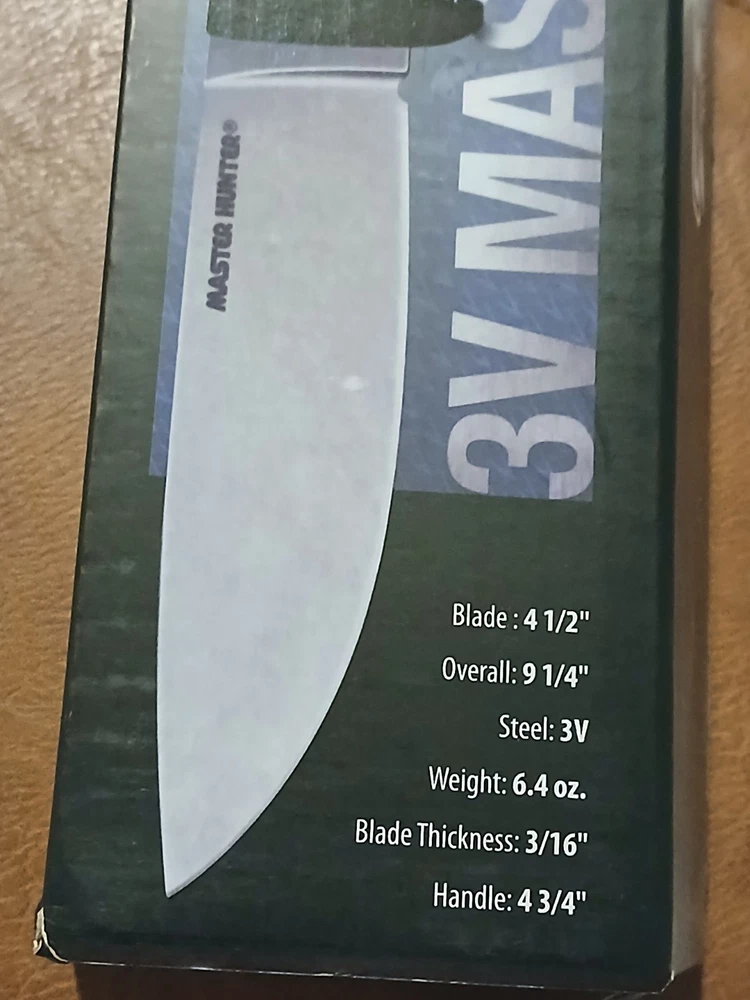 MASTER HUNTER®
3V MAS
Blade : 4 1/2"
Overall: 9 1/4"
Steel: 3V
Weight: 6.4 oz.
Blade Thickness: 3/16"
Handle: 4 3/4"